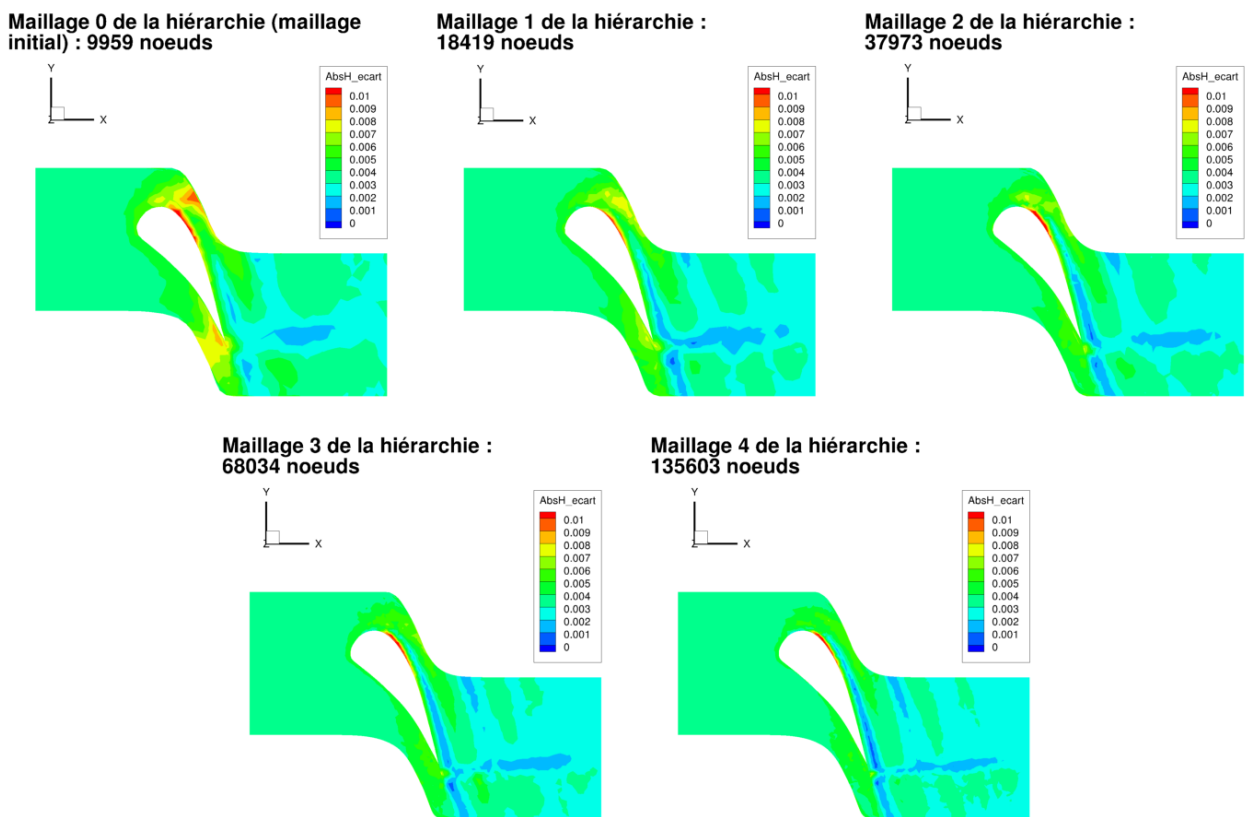 Maillage 0 de la hiérarchie (maillage
initial) : 9959 noeuds
Y
Z
X
AbsH_ecart
0.01
0.009
0.008
0.007
0.006
0.005
0.004
0.003
0.002
0.001
0
Maillage 1 de la hiérarchie :
18419 noeuds
Y
Z
X
AbsH_ecart
0.01
0.009
0.008
0.007
0.006
0.005
0.004
0.003
0.002
0.001
0
Maillage 2 de la hiérarchie :
37973 noeuds
Y
Z
X
AbsH_ecart
0.01
0.009
0.008
0.007
0.006
0.005
0.004
0.003
0.002
0.001
0
Maillage 3 de la hiérarchie :
68034 noeuds
Y
Z
X
AbsH_ecart
0.01
0.009
0.008
0.007
0.006
0.005
0.004
0.003
0.002
0.001
0
Maillage 4 de la hiérarchie :
135603 noeuds
Y
Z
X
AbsH_ecart
0.01
0.009
0.008
0.007
0.006
0.005
0.004
0.003
0.002
0.001
0